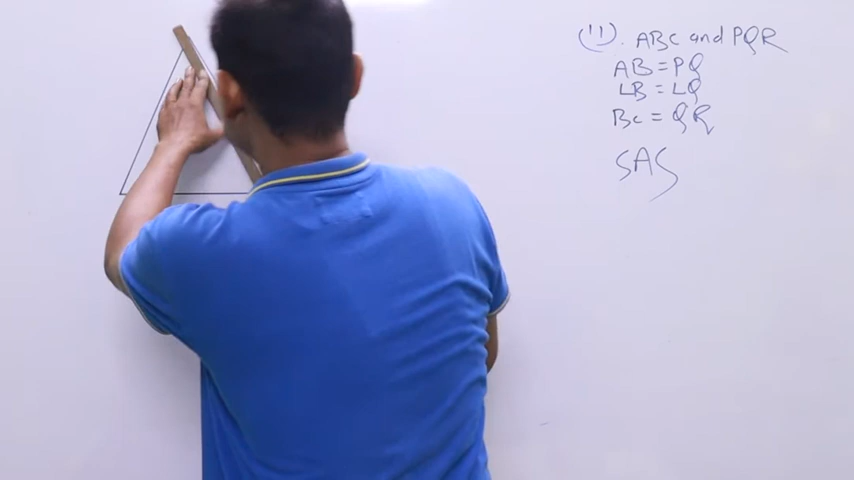 (11). ABC and PQR
AB = PQ
∠B = ∠Q
BC = QR
SAS